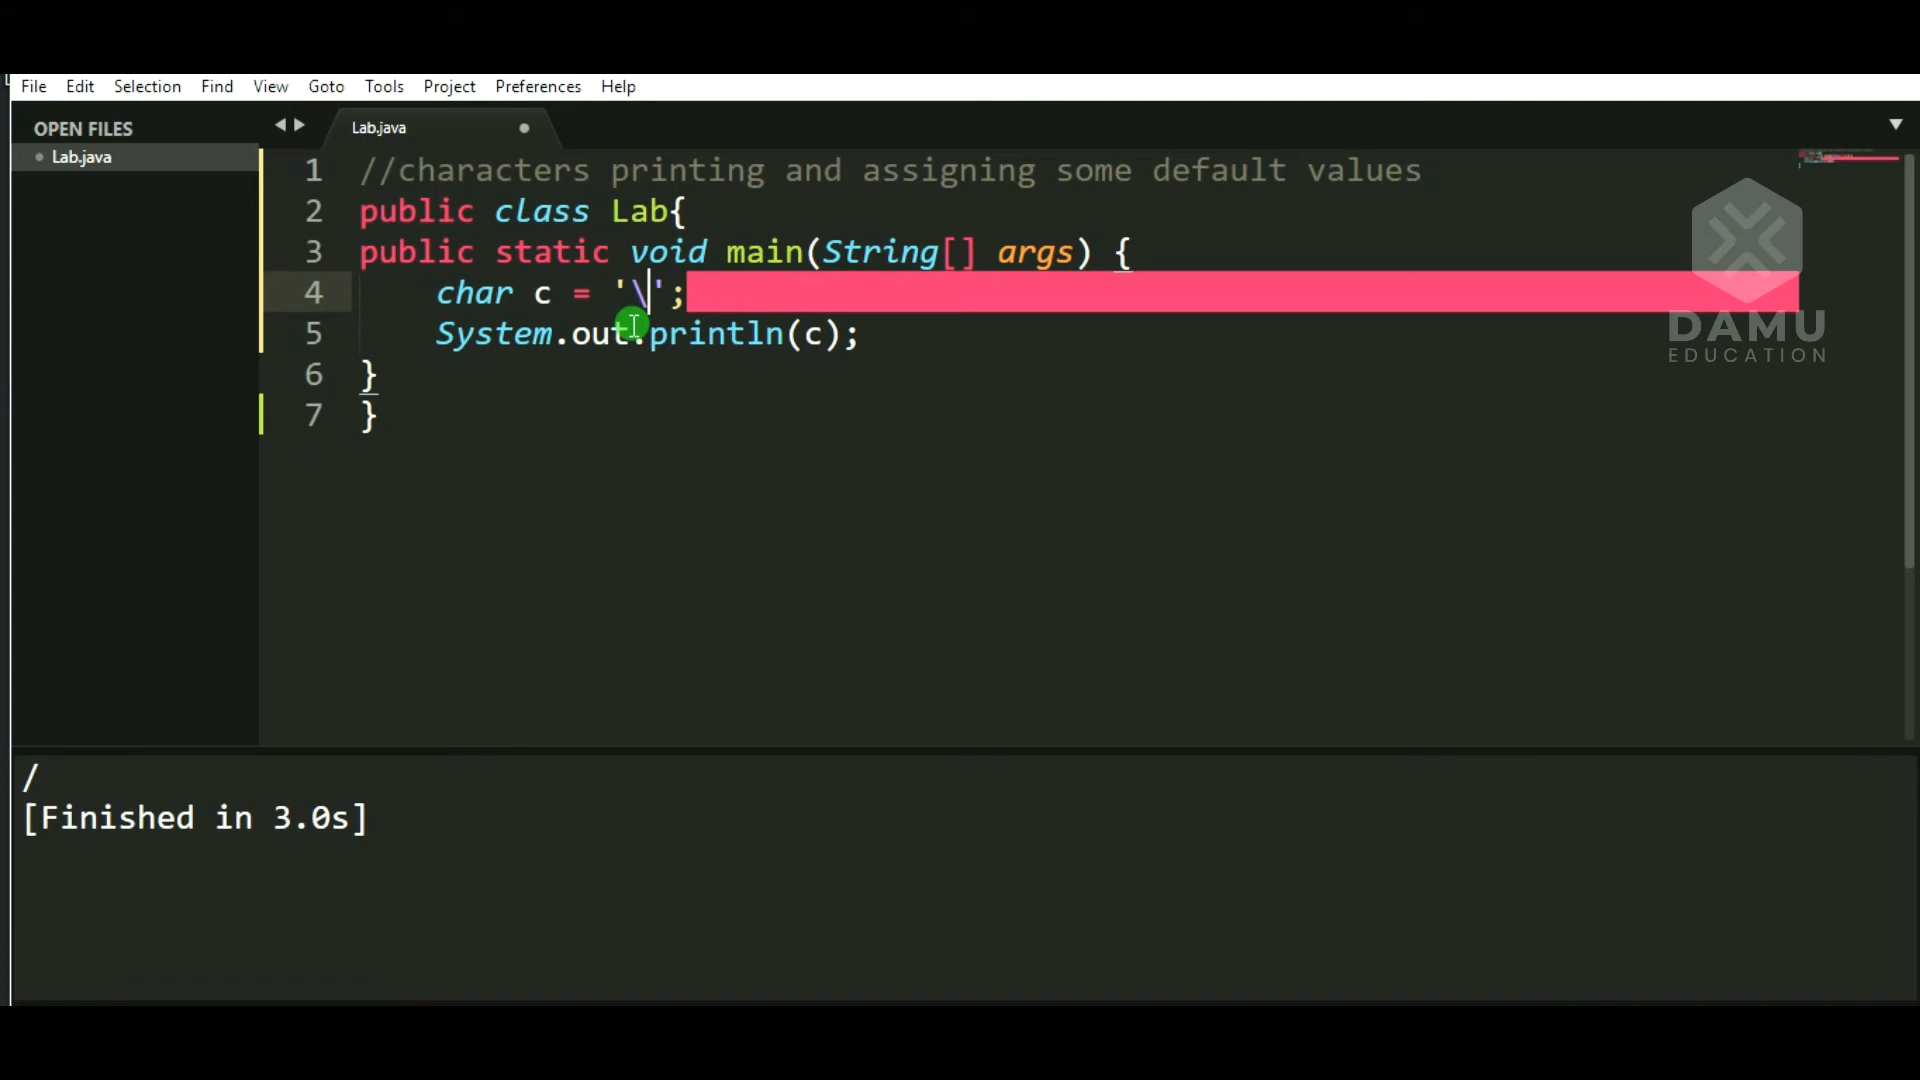 File Edit Selection Find View Goto Tools Project Preferences Help
OPEN FILES
Lab.java
Lab.java
1 //characters printing and assigning some default values
2 public class Lab{
3 public static void main(String[] args) {
4 char c = '\';
5 System.out.println(c);
6 }
7 }
DAMU
EDUCATION
/
[Finished in 3.0s]